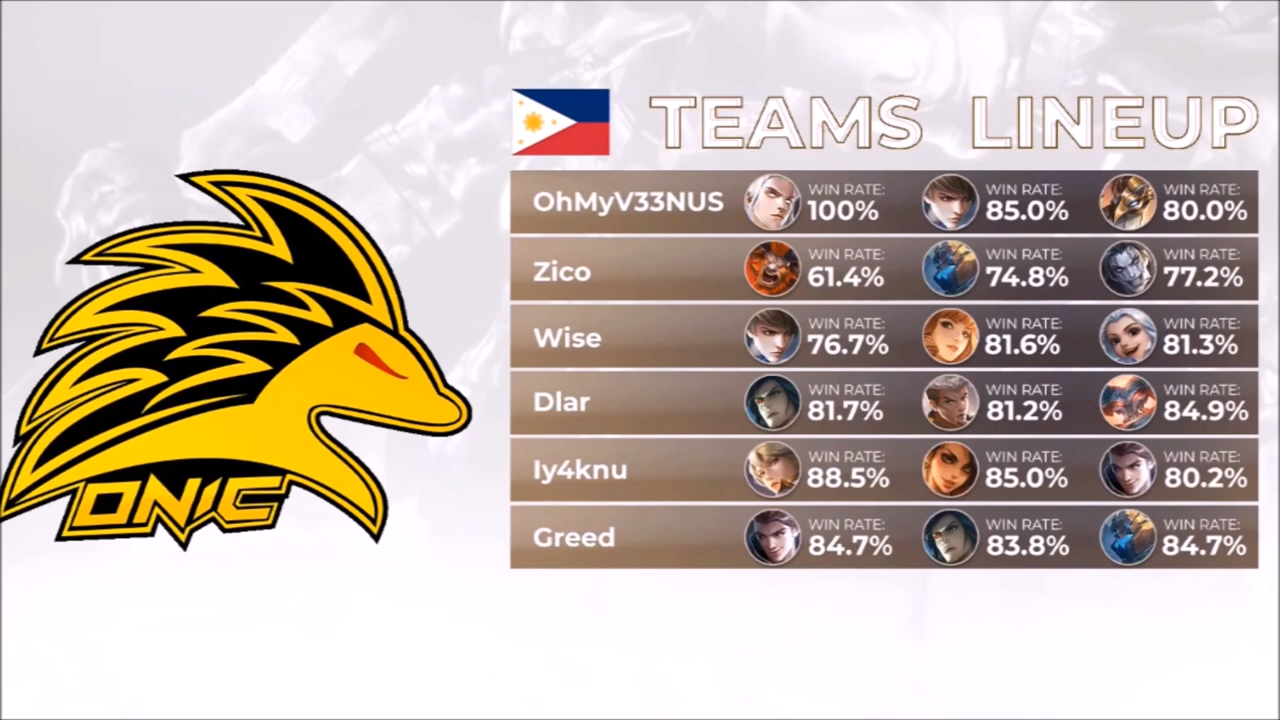 TEAMS LINEUP
OhMyV33NUS WIN RATE: 100% WIN RATE: 85.0% WIN RATE: 80.0%
Zico WIN RATE: 61.4% WIN RATE: 74.8% WIN RATE: 77.2%
Wise WIN RATE: 76.7% WIN RATE: 81.6% WIN RATE: 81.3%
Dlar WIN RATE: 81.7% WIN RATE: 81.2% WIN RATE: 84.9%
Iy4knu WIN RATE: 88.5% WIN RATE: 85.0% WIN RATE: 80.2%
Greed WIN RATE: 84.7% WIN RATE: 83.8% WIN RATE: 84.7%
ONIC